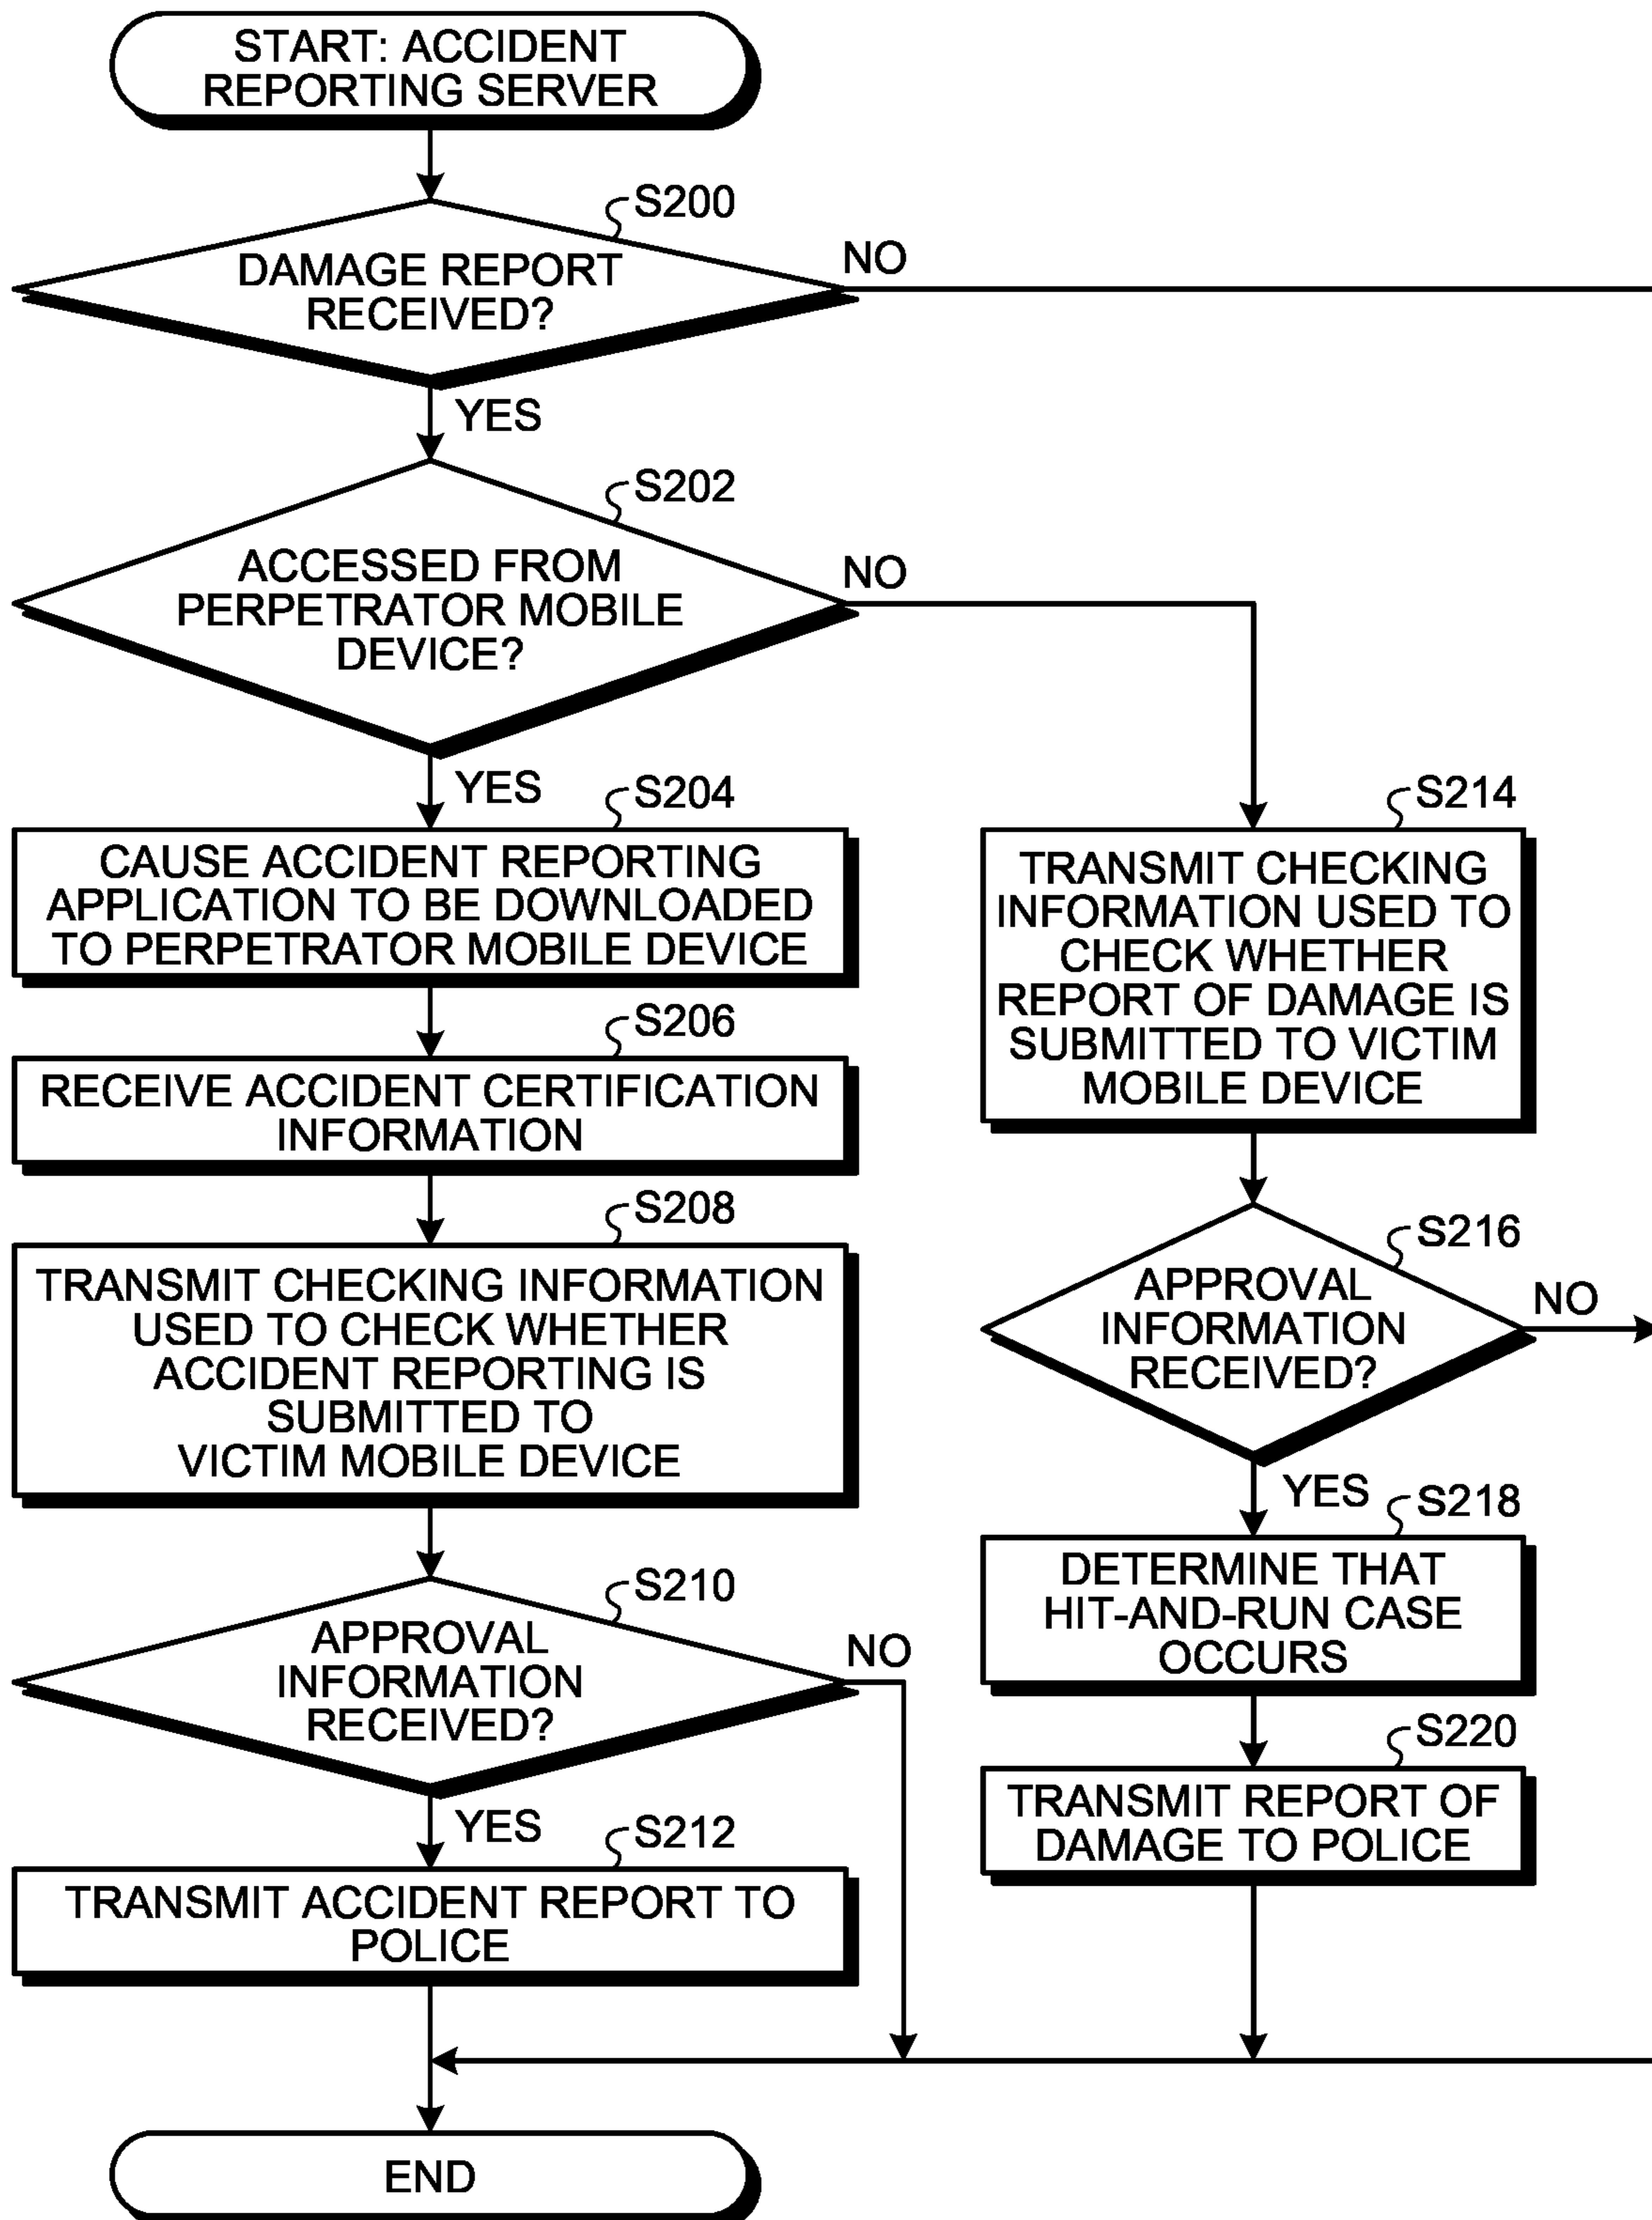 START: ACCIDENT
REPORTING SERVER
S200
DAMAGE REPORT
RECEIVED?
NO
YES
S202
ACCESSED FROM
PERPETRATOR MOBILE
DEVICE?
NO
YES
S204
CAUSE ACCIDENT REPORTING
APPLICATION TO BE DOWNLOADED
TO PERPETRATOR MOBILE DEVICE
S206
RECEIVE ACCIDENT CERTIFICATION
INFORMATION
S208
TRANSMIT CHECKING INFORMATION
USED TO CHECK WHETHER
ACCIDENT REPORTING IS
SUBMITTED TO
VICTIM MOBILE DEVICE
S210
APPROVAL
INFORMATION
RECEIVED?
NO
YES
S212
TRANSMIT ACCIDENT REPORT TO
POLICE
S214
TRANSMIT CHECKING
INFORMATION USED TO
CHECK WHETHER
REPORT OF DAMAGE IS
SUBMITTED TO VICTIM
MOBILE DEVICE
S216
APPROVAL
INFORMATION
RECEIVED?
NO
YES
S218
DETERMINE THAT
HIT-AND-RUN CASE
OCCURS
S220
TRANSMIT REPORT OF
DAMAGE TO POLICE
END